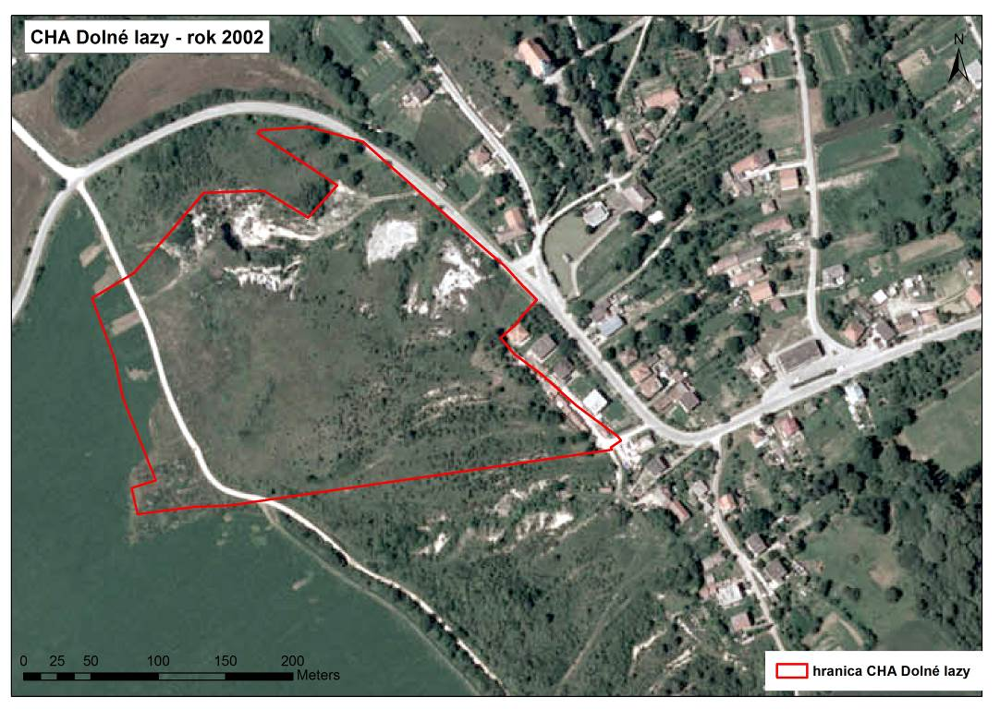 CHA Dolné lazy - rok 2002
N
0 25 50 100 150 200
Meters
hranica CHA Dolné lazy